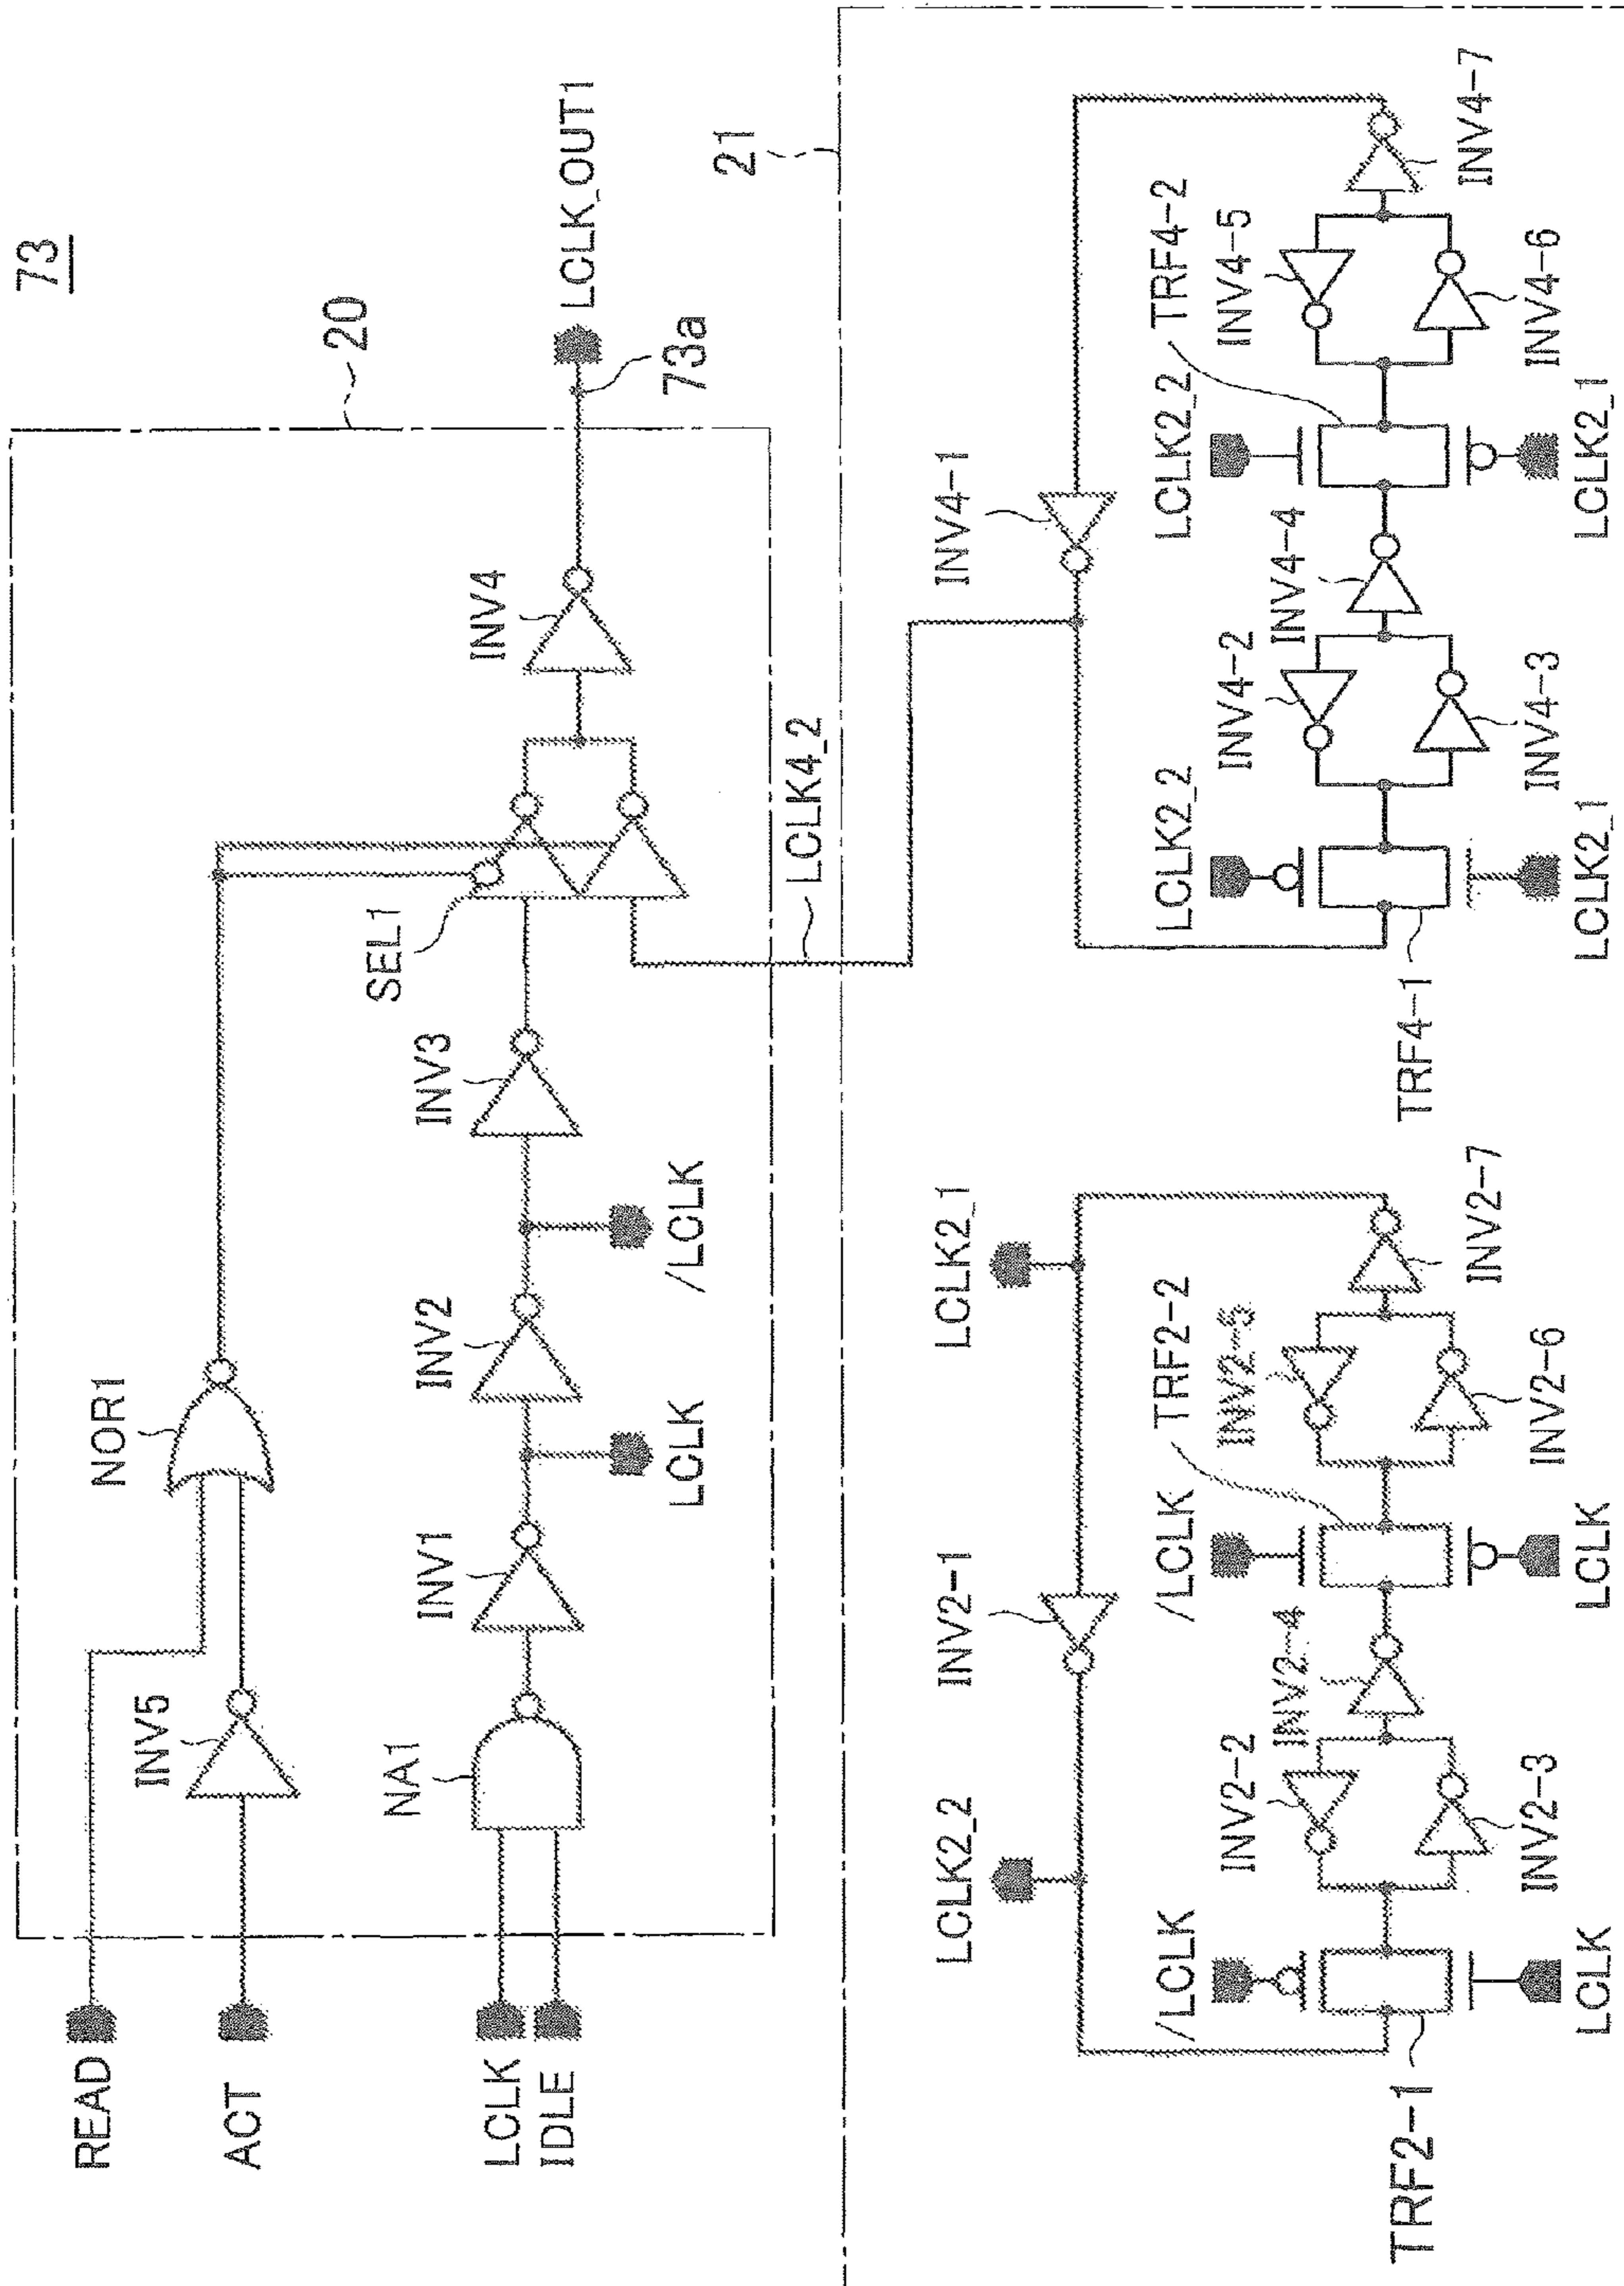 73
20
READ
ACT
LCLK
IDLE
INV5
NOR1
NA1
INV1
LCLK
INV2
/LCLK
INV3
SEL1
INV4
LCLK_OUT1
73a
LCLK4_2
21
LCLK2_2
INV2-1
LCLK2_1
/LCLK
TRF2-1
LCLK
INV2-2
INV2-3
INV2-4
/LCLK
LCLK
TRF2-2
INV2-5
INV2-6
INV2-7
INV4-1
LCLK2_2
TRF4-1
LCLK2_1
INV4-2
INV4-3
INV4-4
LCLK2_2
LCLK2_1
TRF4-2
INV4-5
INV4-6
INV4-7